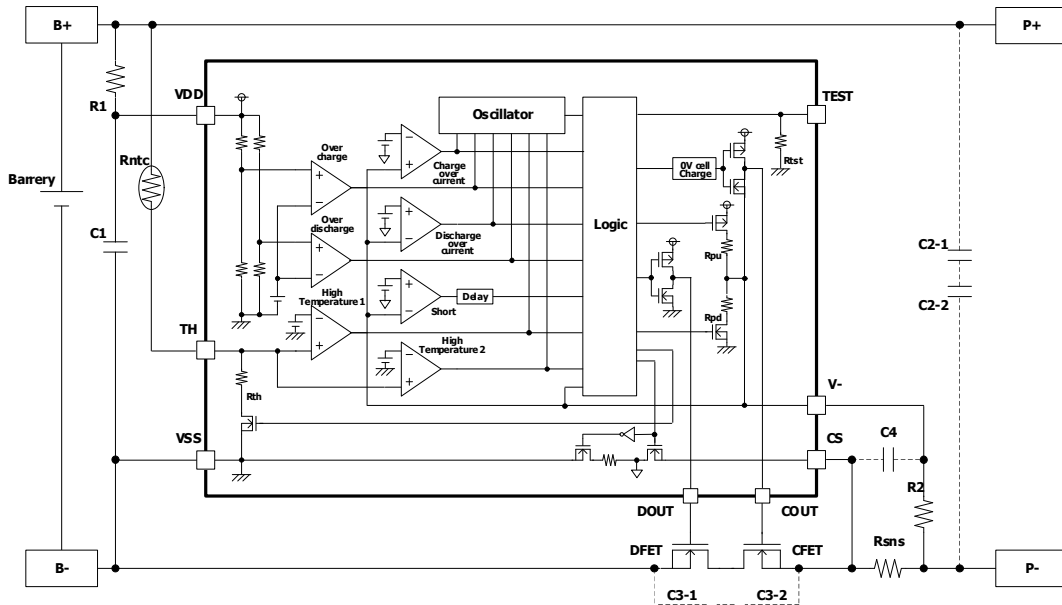 B+
P+
R1
VDD
TEST
Oscillator
Over
charge
Charge
over
current
0V cell
Charge
Rtst
Rntc
Barrery
Over
discharge
Discharge
over
current
Logic
Rpu
C1
C2-1
C2-2
High
Temperature 1
Short
Delay
Rpd
TH
High
Temperature 2
Rth
V-
VSS
CS
C4
R2
DOUT
COUT
Rsns
DFET
CFET
B-
P-
C3-1
C3-2